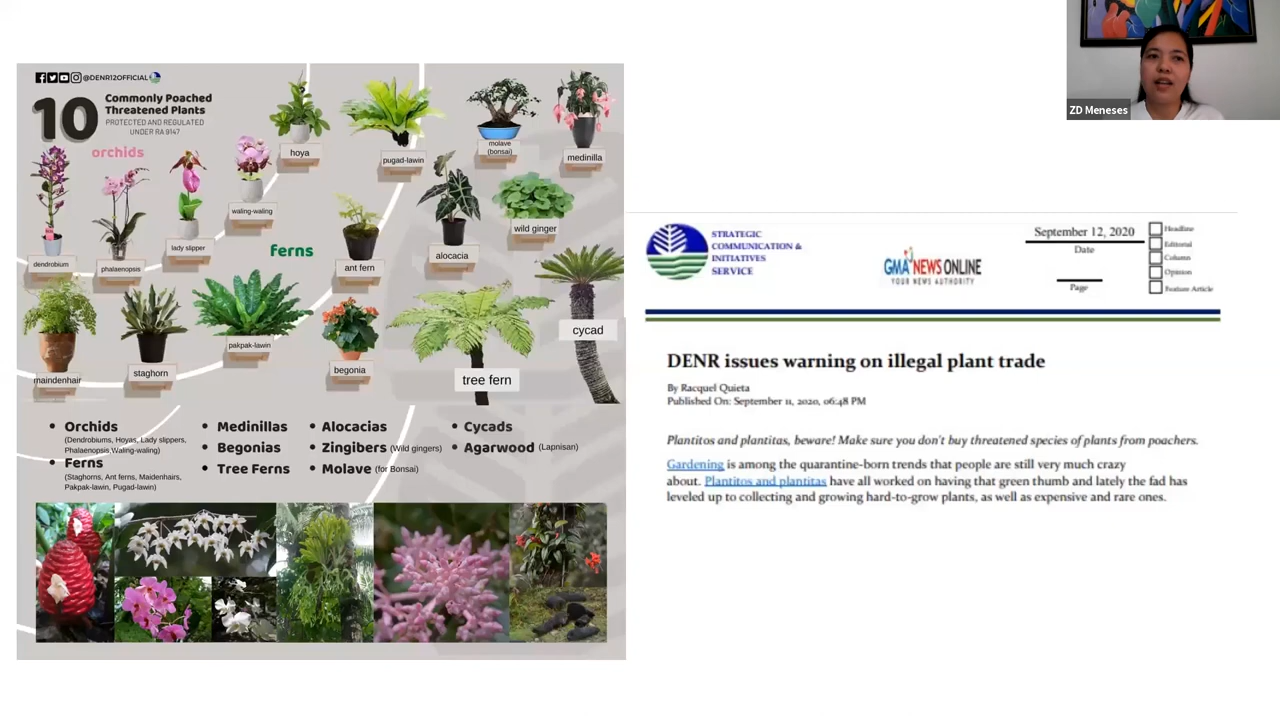 ZD Meneses
@DENR12OFFICIAL
10
Commonly Poached
Threatened Plants
PROTECTED AND REGULATED
UNDER RA 9147
orchids
hoya
pugad-lawin
molave
(bonsai)
medinilla
waling-waling
wild ginger
lady slipper
ferns
alocacia
dendrobium
phalaenopsis
ant fern
cycad
pakpak-lawin
maindenhair
staghorn
begonia
tree fern
• Orchids
(Dendrobiums, Hoyas, Lady slippers,
Phalaenopsis,Waling-waling)
• Ferns
(Staghorns, Ant ferns, Maidenhairs,
Pakpak-lawin, Pugad-lawin)
• Medinillas
• Begonias
• Tree Ferns
• Alocacias
• Zingibers (Wild gingers)
• Molave (for Bonsai)
• Cycads
• Agarwood (Lapnisan)
STRATEGIC
COMMUNICATION &
INITIATIVES
SERVICE
GMA NEWS ONLINE
YOUR NEWS AUTHORITY
September 12, 2020
Date
Page
Headline
Editorial
Column
Opinion
Feature Article
DENR issues warning on illegal plant trade
By Racquel Quieta
Published On: September 11, 2020, 06:48 PM
Plantitos and plantitas, beware! Make sure you don't buy threatened species of plants from poachers.
Gardening is among the quarantine-born trends that people are still very much crazy
about. Plantitos and plantitas have all worked on having that green thumb and lately the fad has
leveled up to collecting and growing hard-to-grow plants, as well as expensive and rare ones.